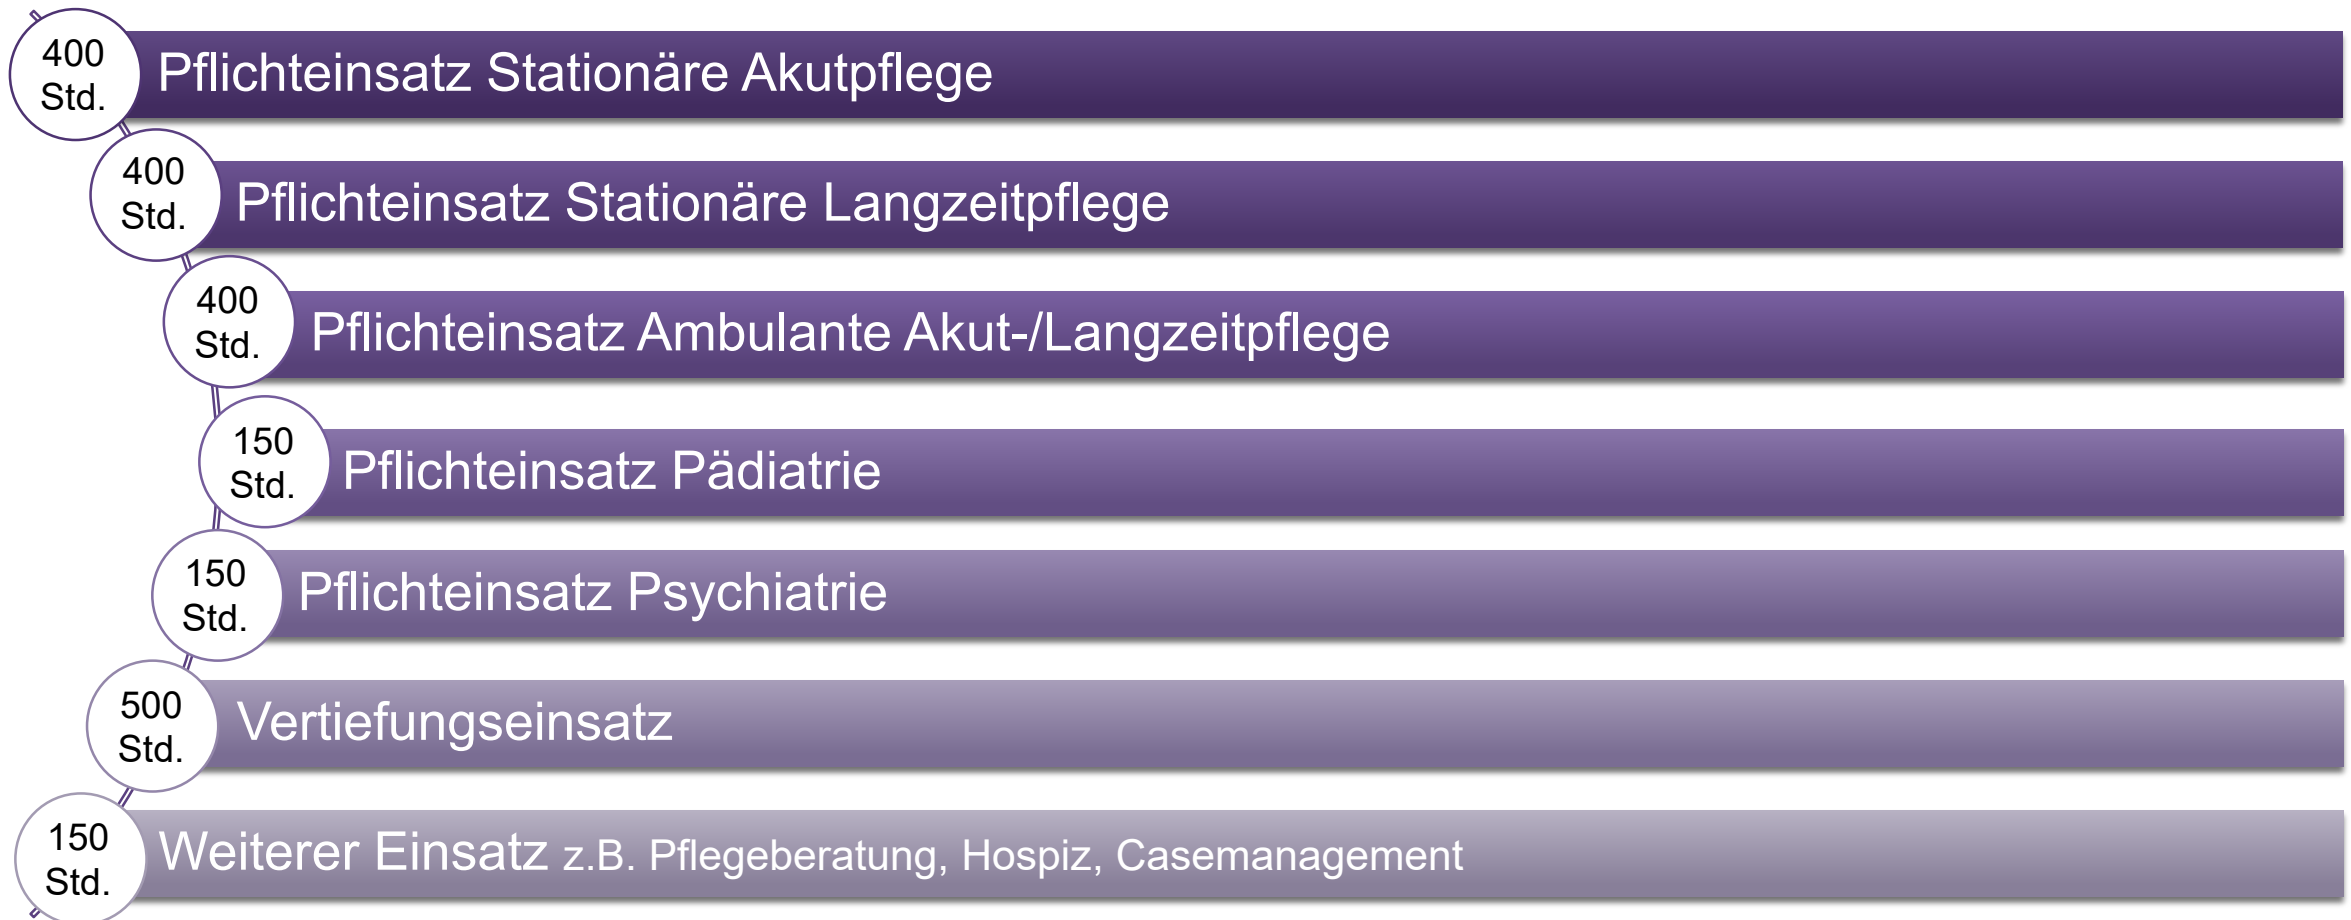 400
Std.
Pflichteinsatz Stationäre Akutpflege
400
Std.
Pflichteinsatz Stationäre Langzeitpflege
400
Std.
Pflichteinsatz Ambulante Akut-/Langzeitpflege
150
Std.
Pflichteinsatz Pädiatrie
150
Std.
Pflichteinsatz Psychiatrie
500
Std.
Vertiefungseinsatz
150
Std.
Weiterer Einsatz z.B. Pflegeberatung, Hospiz, Casemanagement